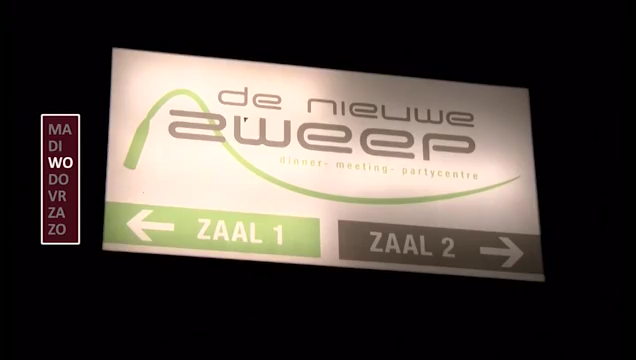 MA
DI
WO
DO
VR
ZA
ZO
de nieuwe
zweep
dinner- meeting- partycentre
← ZAAL 1
ZAAL 2 →